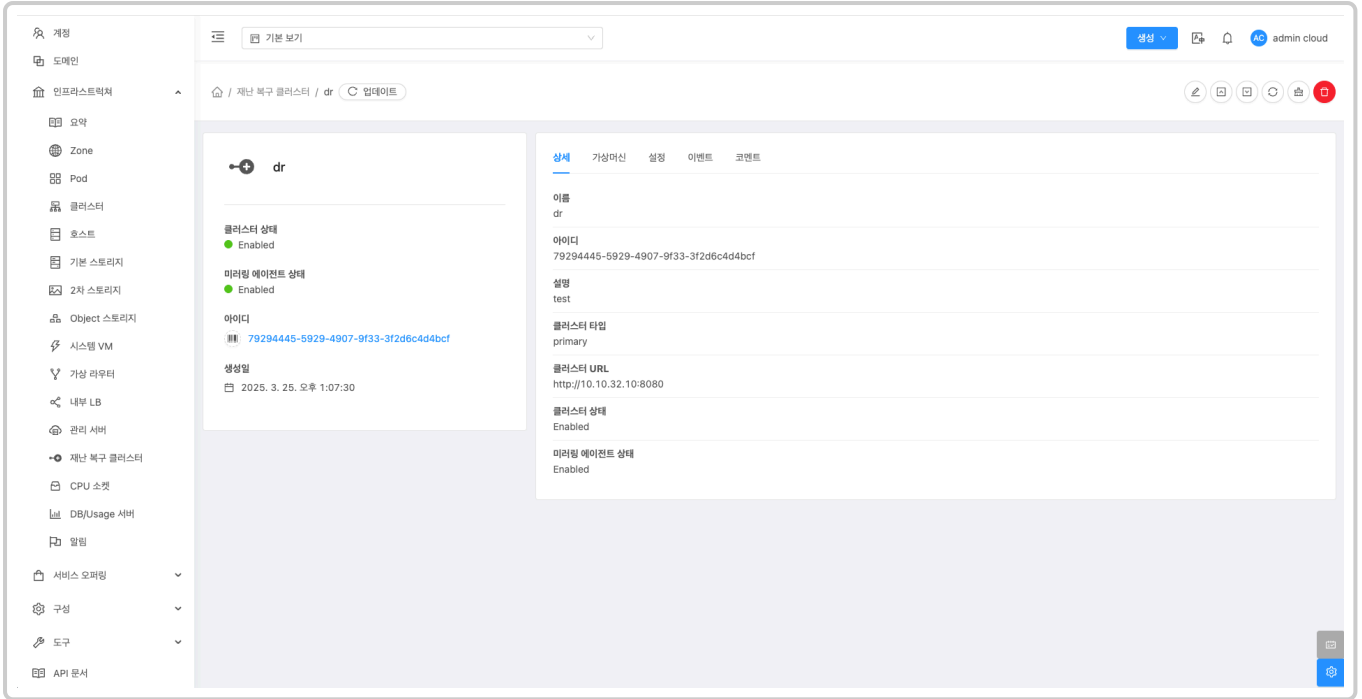 계정
도메인
인프라스트럭쳐
요약
Zone
Pod
클러스터
호스트
기본 스토리지
2차 스토리지
Object 스토리지
시스템 VM
가상 라우터
내부 LB
관리 서버
재난 복구 클러스터
CPU 소켓
DB/Usage 서버
알림
서비스 오퍼링
구성
도구
API 문서
기본 보기
생성
AC admin cloud
/ 재난 복구 클러스터 / dr 업데이트
dr
클러스터 상태
Enabled
미러링 에이전트 상태
Enabled
아이디
79294445-5929-4907-9f33-3f2d6c4d4bcf
생성일
2025. 3. 25. 오후 1:07:30
상세 가상머신 설정 이벤트 코멘트
이름
dr
아이디
79294445-5929-4907-9f33-3f2d6c4d4bcf
설명
test
클러스터 타입
primary
클러스터 URL
http://10.10.32.10:8080
클러스터 상태
Enabled
미러링 에이전트 상태
Enabled